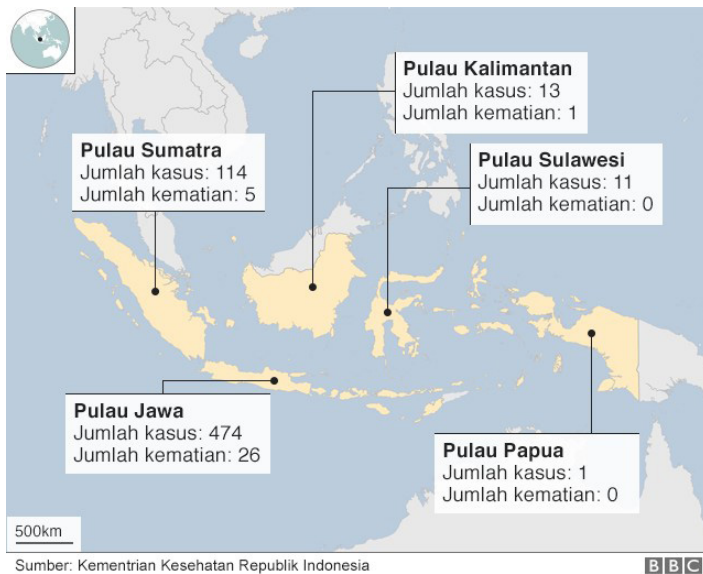 Pulau Kalimantan
Jumlah kasus: 13
Jumlah kematian: 1
Pulau Sumatra
Jumlah kasus: 114
Jumlah kematian: 5
Pulau Sulawesi
Jumlah kasus: 11
Jumlah kematian: 0
Pulau Jawa
Jumlah kasus: 474
Jumlah kematian: 26
Pulau Papua
Jumlah kasus: 1
Jumlah kematian: 0
500km
Sumber: Kementrian Kesehatan Republik Indonesia
BBC